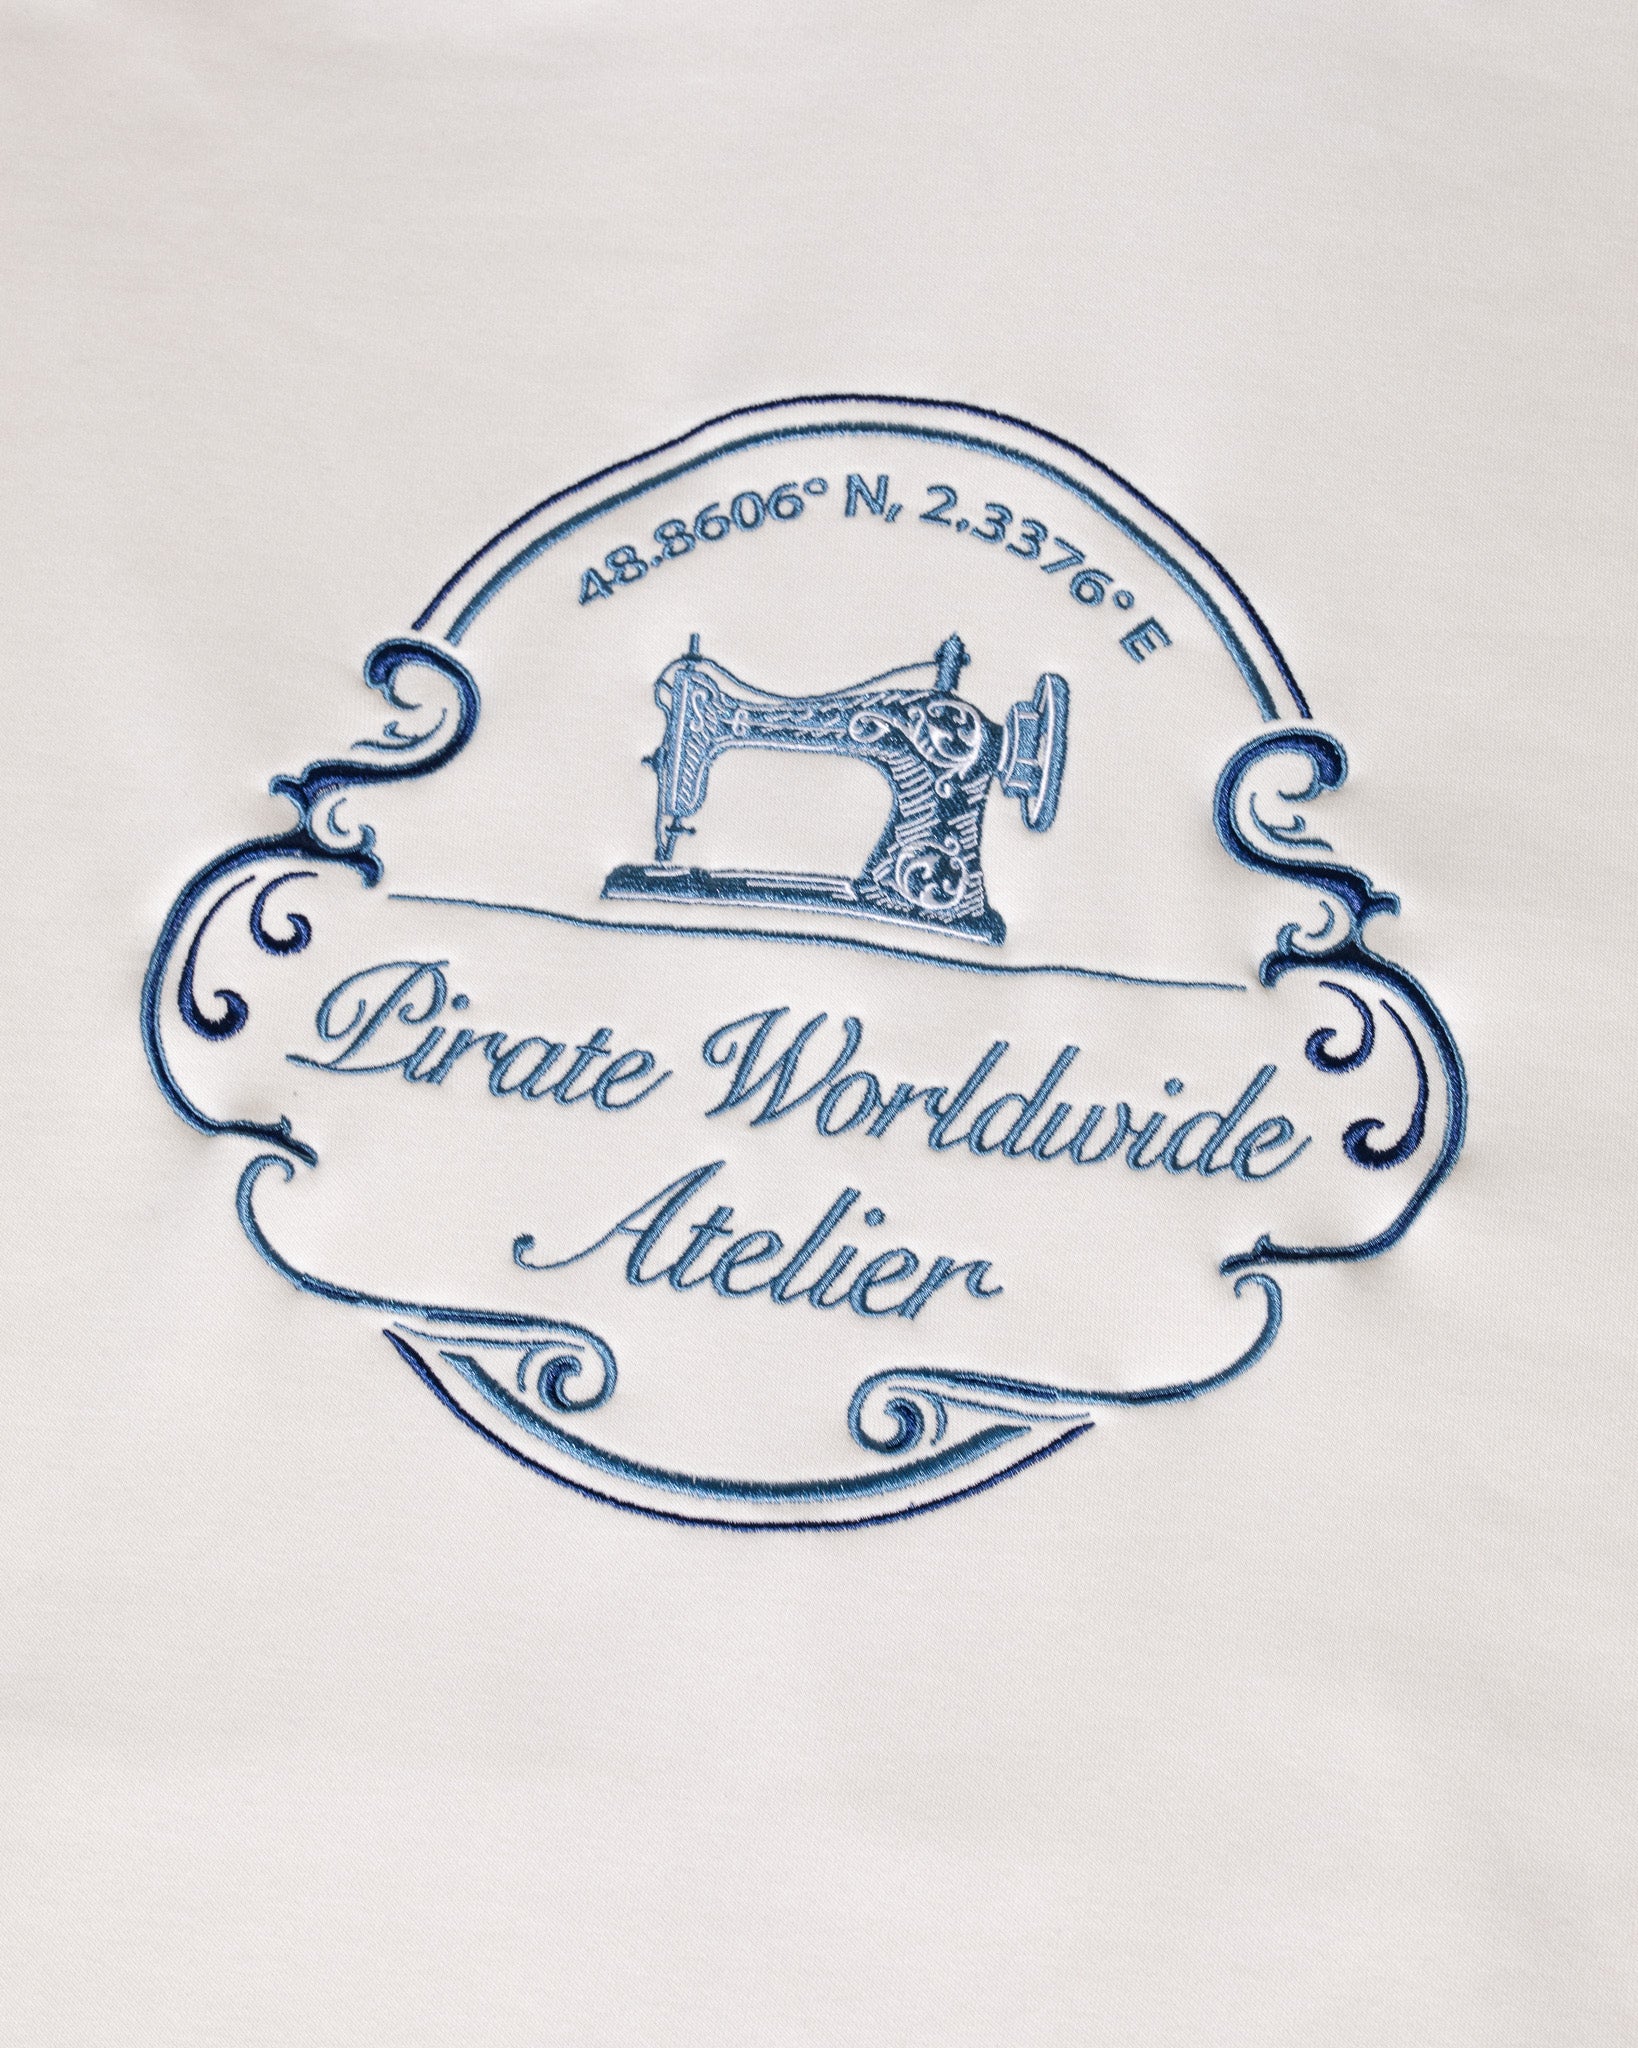 48.8606° N, 2.3376° E
Pirate Worldwide
Atelier